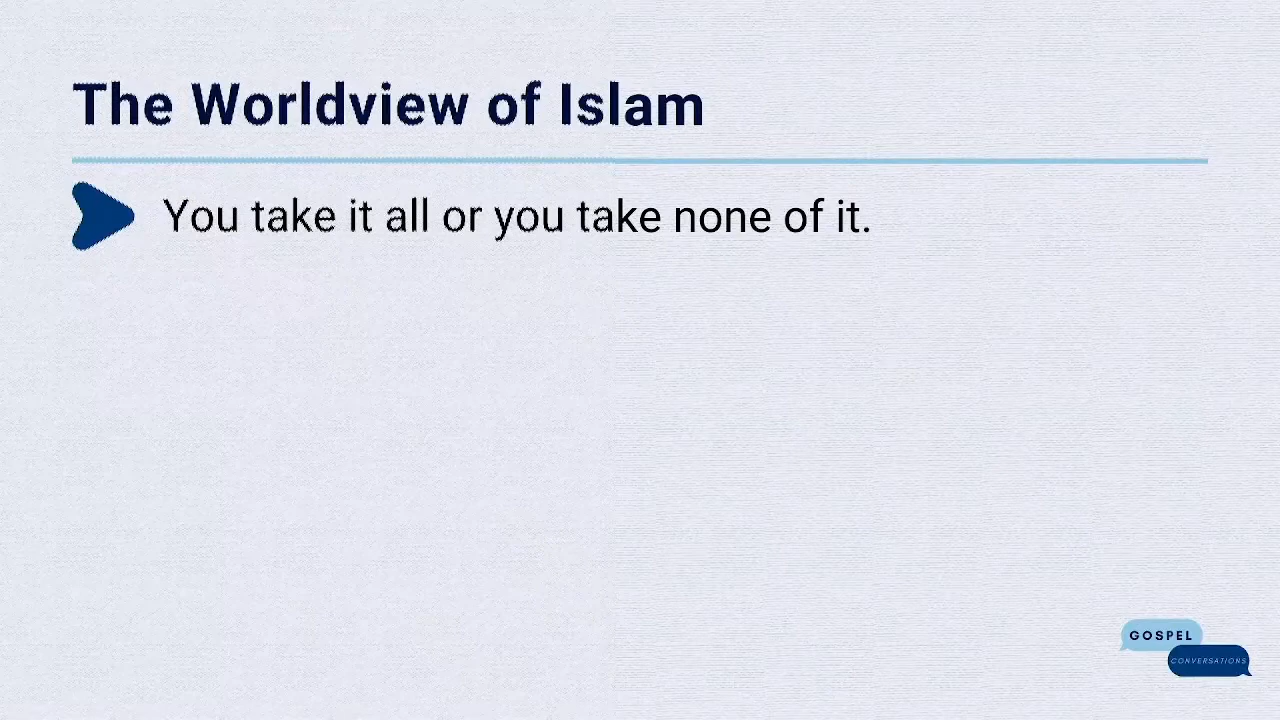 The Worldview of Islam
You take it all or you take none of it.
GOSPEL
CONVERSATIONS